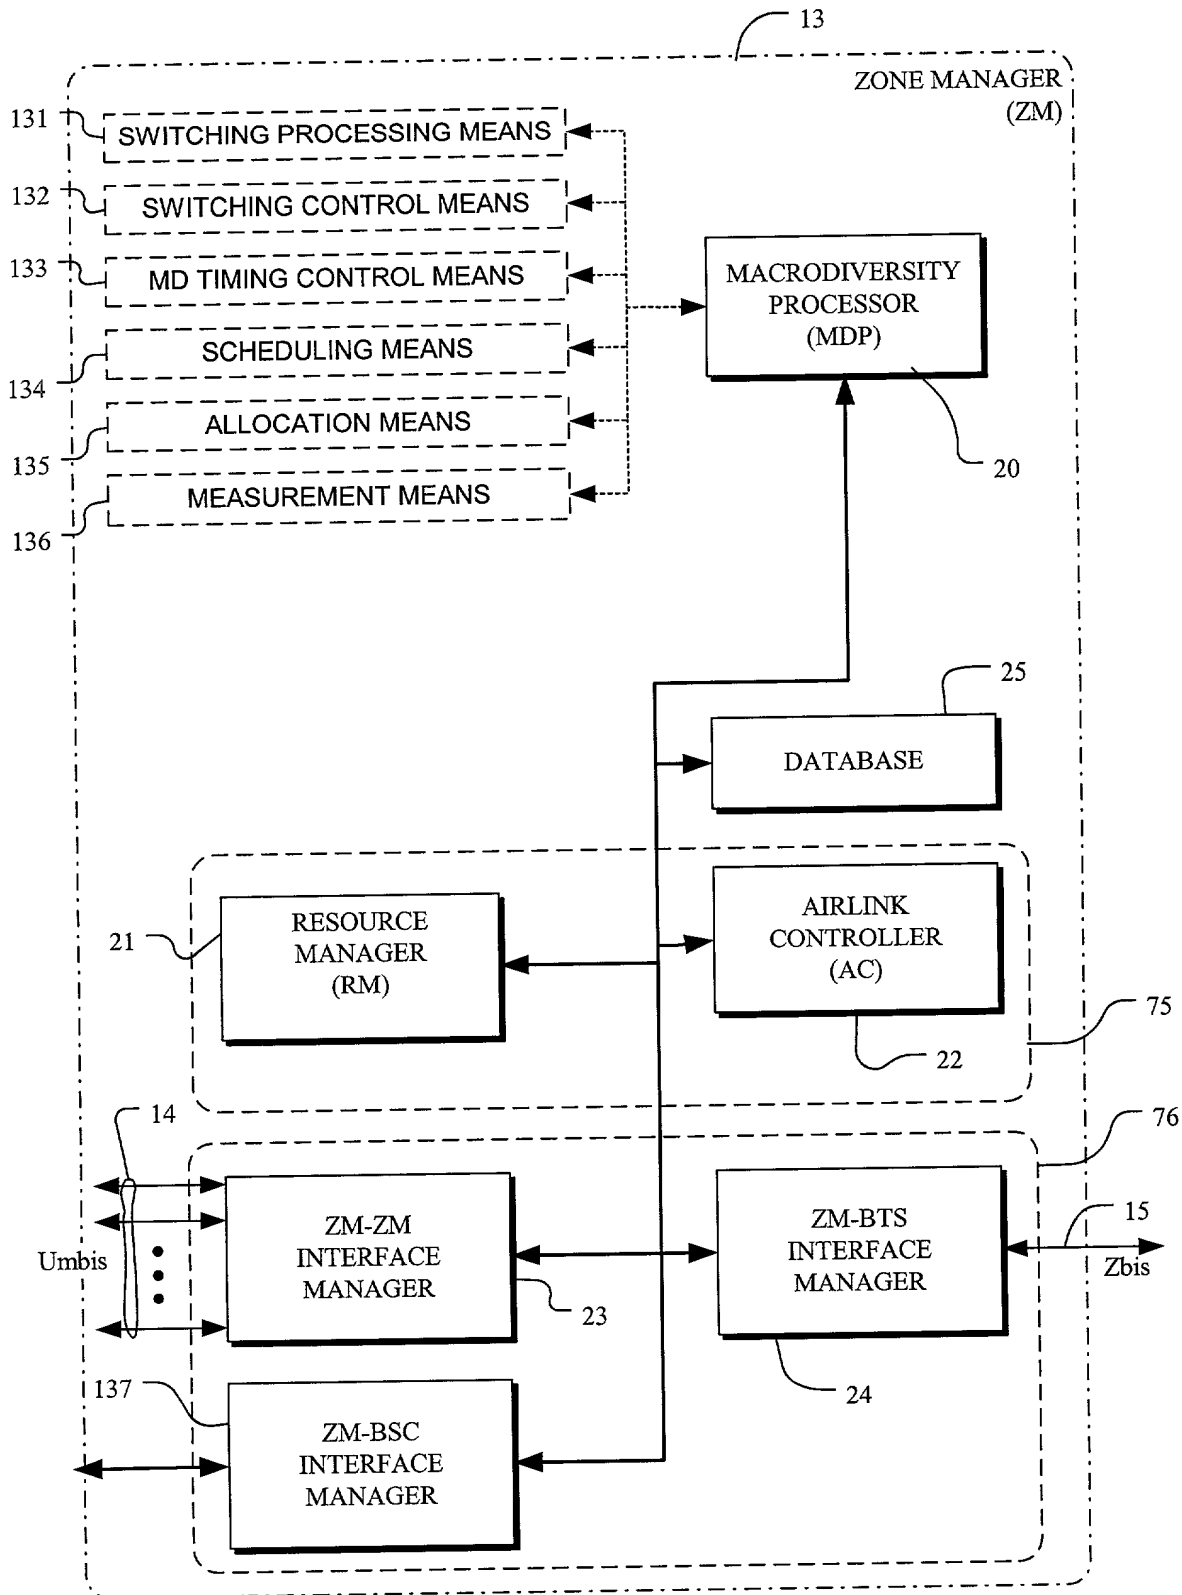 13
ZONE MANAGER
(ZM)
131
SWITCHING PROCESSING MEANS
132
SWITCHING CONTROL MEANS
133
MD TIMING CONTROL MEANS
134
SCHEDULING MEANS
135
ALLOCATION MEANS
136
MEASUREMENT MEANS
MACRODIVERSITY
PROCESSOR
(MDP)
20
25
DATABASE
21
RESOURCE
MANAGER
(RM)
AIRLINK
CONTROLLER
(AC)
22
75
14
76
Umbis
ZM-ZM
INTERFACE
MANAGER
23
ZM-BTS
INTERFACE
MANAGER
24
15
Zbis
137
ZM-BSC
INTERFACE
MANAGER